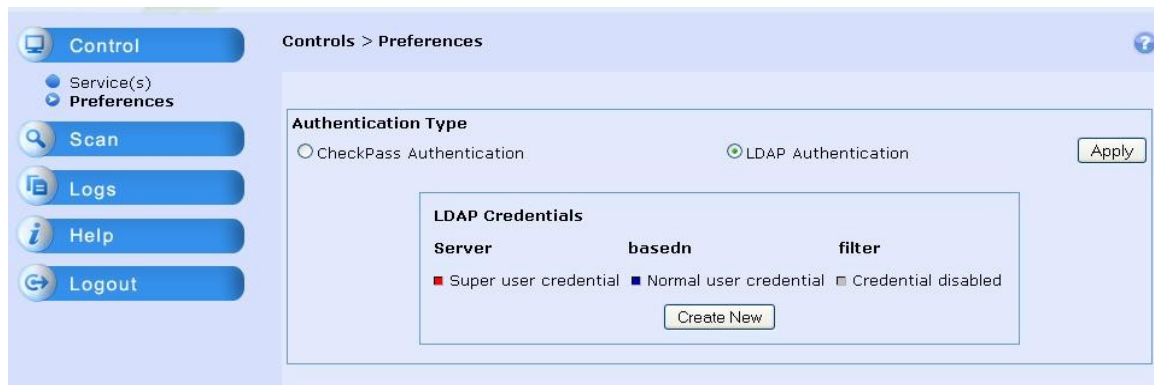 Control
Service(s)
Preferences
Scan
Logs
Help
Logout
Controls > Preferences
?
Authentication Type
CheckPass Authentication LDAP Authentication Apply
LDAP Credentials
Server basedn filter
Super user credential Normal user credential Credential disabled
Create New